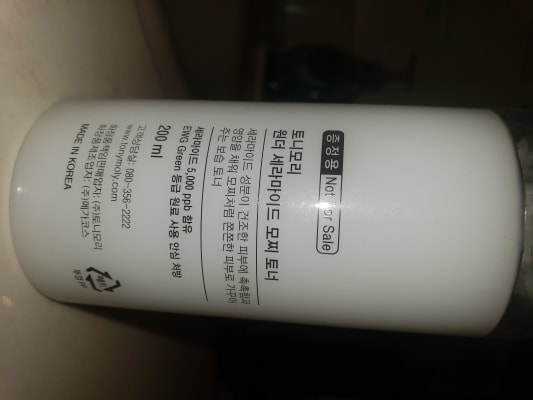 증정용 Not For Sale
토니모리
원더 세라마이드 모찌 토너
세라마이드 성분이 건조한 피부에 촉촉함과
영양을 채워 모찌처럼 쫀쫀한 피부로 가꾸어
주는 보습 토너
세라마이드 5,000 ppb 함유
EWG Green 등급 원료 사용 안심 처방
200 ml
고객상담실: 080-356-2222
www.tonymoly.com
화장품책임판매업자: (주)토니모리
화장품제조업자: (주)메가코스
MADE IN KOREA